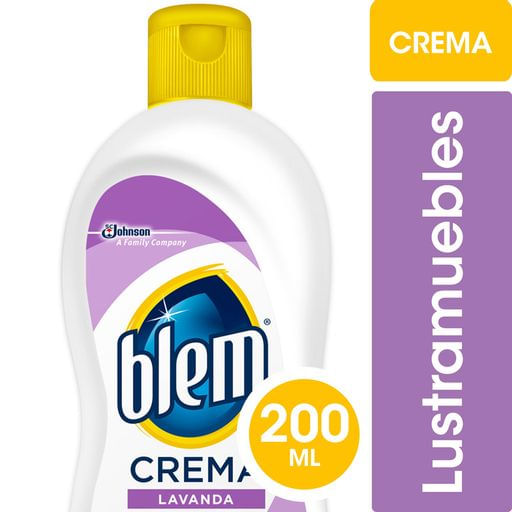 CREMA
Lustramuebles
SC Johnson
A Family Company
blem®
CREMA
LAVANDA
200
ML